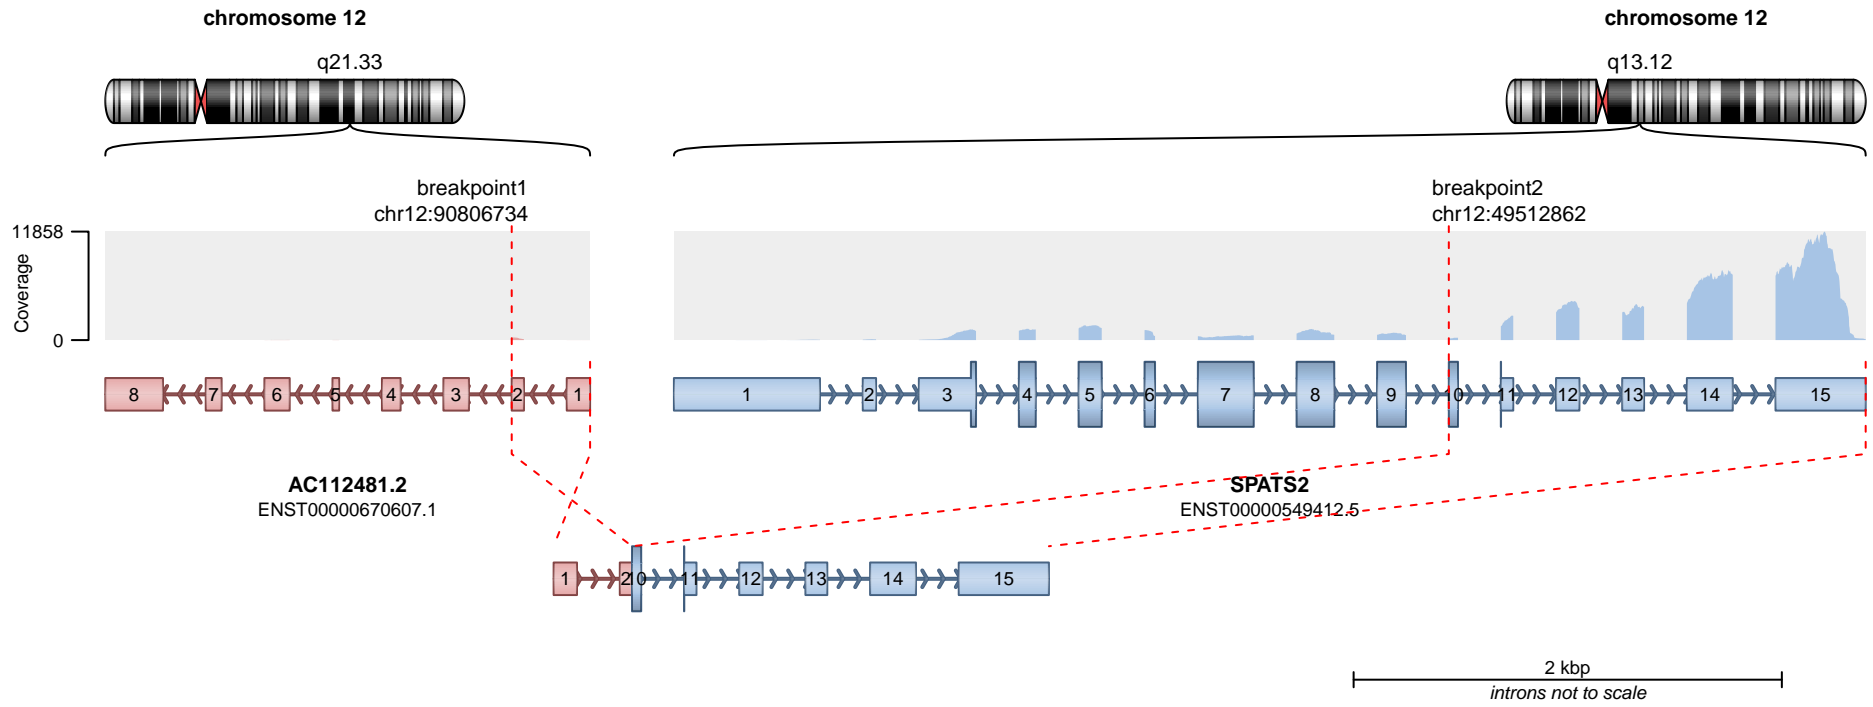 chromosome 12
chromosome 12
q21.33
q13.12
breakpoint1
chr12:90806734
breakpoint2
chr12:49512862
11858
Coverage
0
8 7 6 5 4 3 2 1
1 2 3 4 5 6 7 8 9 10 11 12 13 14 15
AC112481.2
ENST00000670607.1
SPATS2
ENST00000549412.5
1 2 10 11 12 13 14 15
2 kbp
introns not to scale